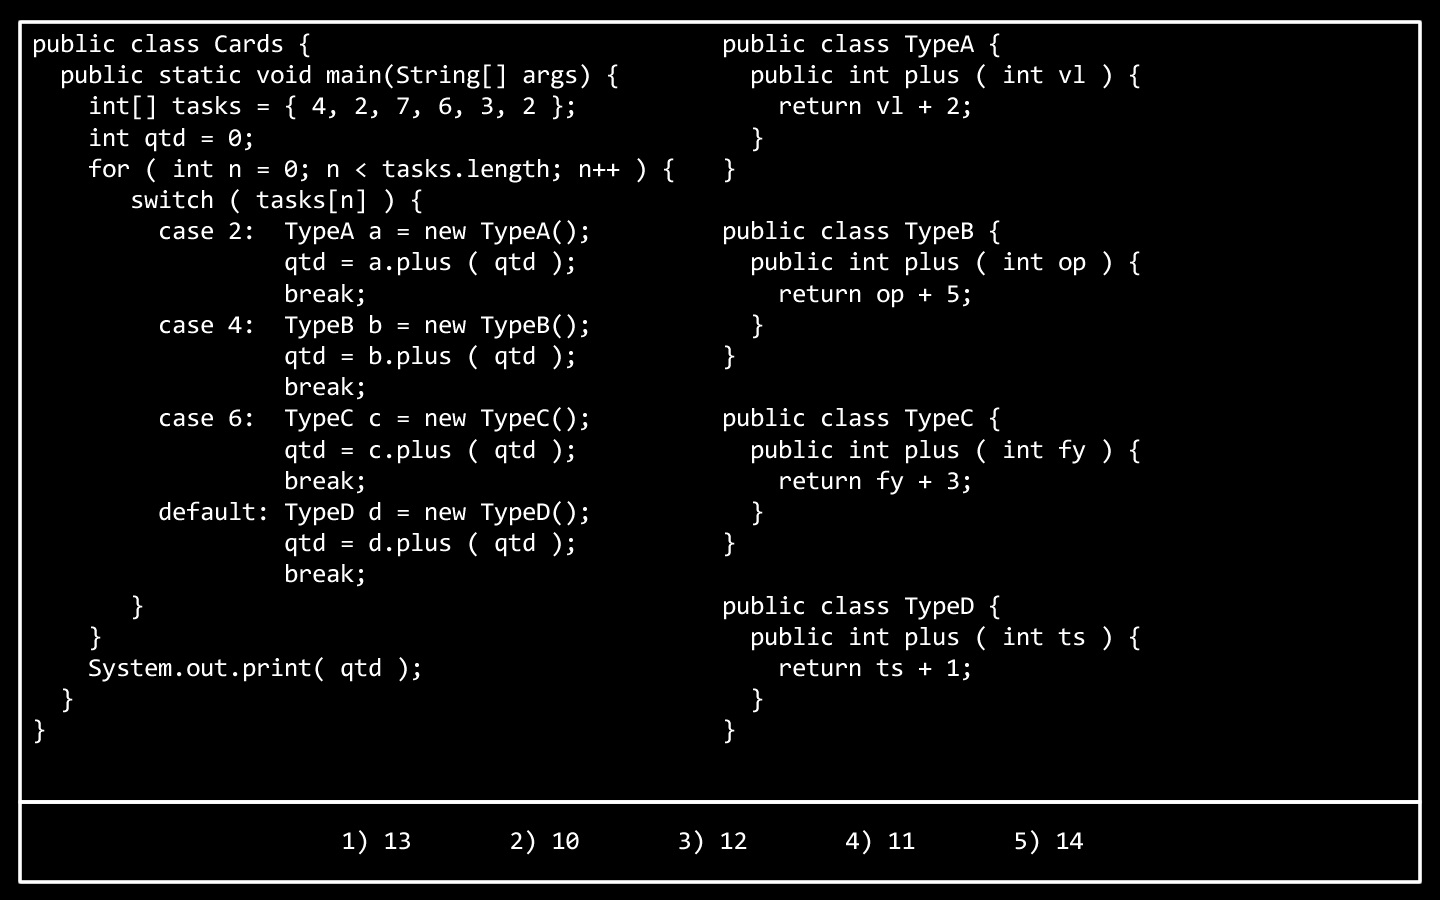 public class Cards {
  public static void main(String[] args) {
    int[] tasks = { 4, 2, 7, 6, 3, 2 };
    int qtd = 0;
    for ( int n = 0; n < tasks.length; n++ ) {
       switch ( tasks[n] ) {
         case 2:  TypeA a = new TypeA();
                  qtd = a.plus ( qtd );
                  break;
         case 4:  TypeB b = new TypeB();
                  qtd = b.plus ( qtd );
                  break;
         case 6:  TypeC c = new TypeC();
                  qtd = c.plus ( qtd );
                  break;
         default: TypeD d = new TypeD();
                  qtd = d.plus ( qtd );
                  break;
       }
    }
    System.out.print( qtd );
  }
}
public class TypeA {
  public int plus ( int vl ) {
    return vl + 2;
  }
}
public class TypeB {
  public int plus ( int op ) {
    return op + 5;
  }
}
public class TypeC {
  public int plus ( int fy ) {
    return fy + 3;
  }
}
public class TypeD {
  public int plus ( int ts ) {
    return ts + 1;
  }
}
1) 13 2) 10 3) 12 4) 11 5) 14